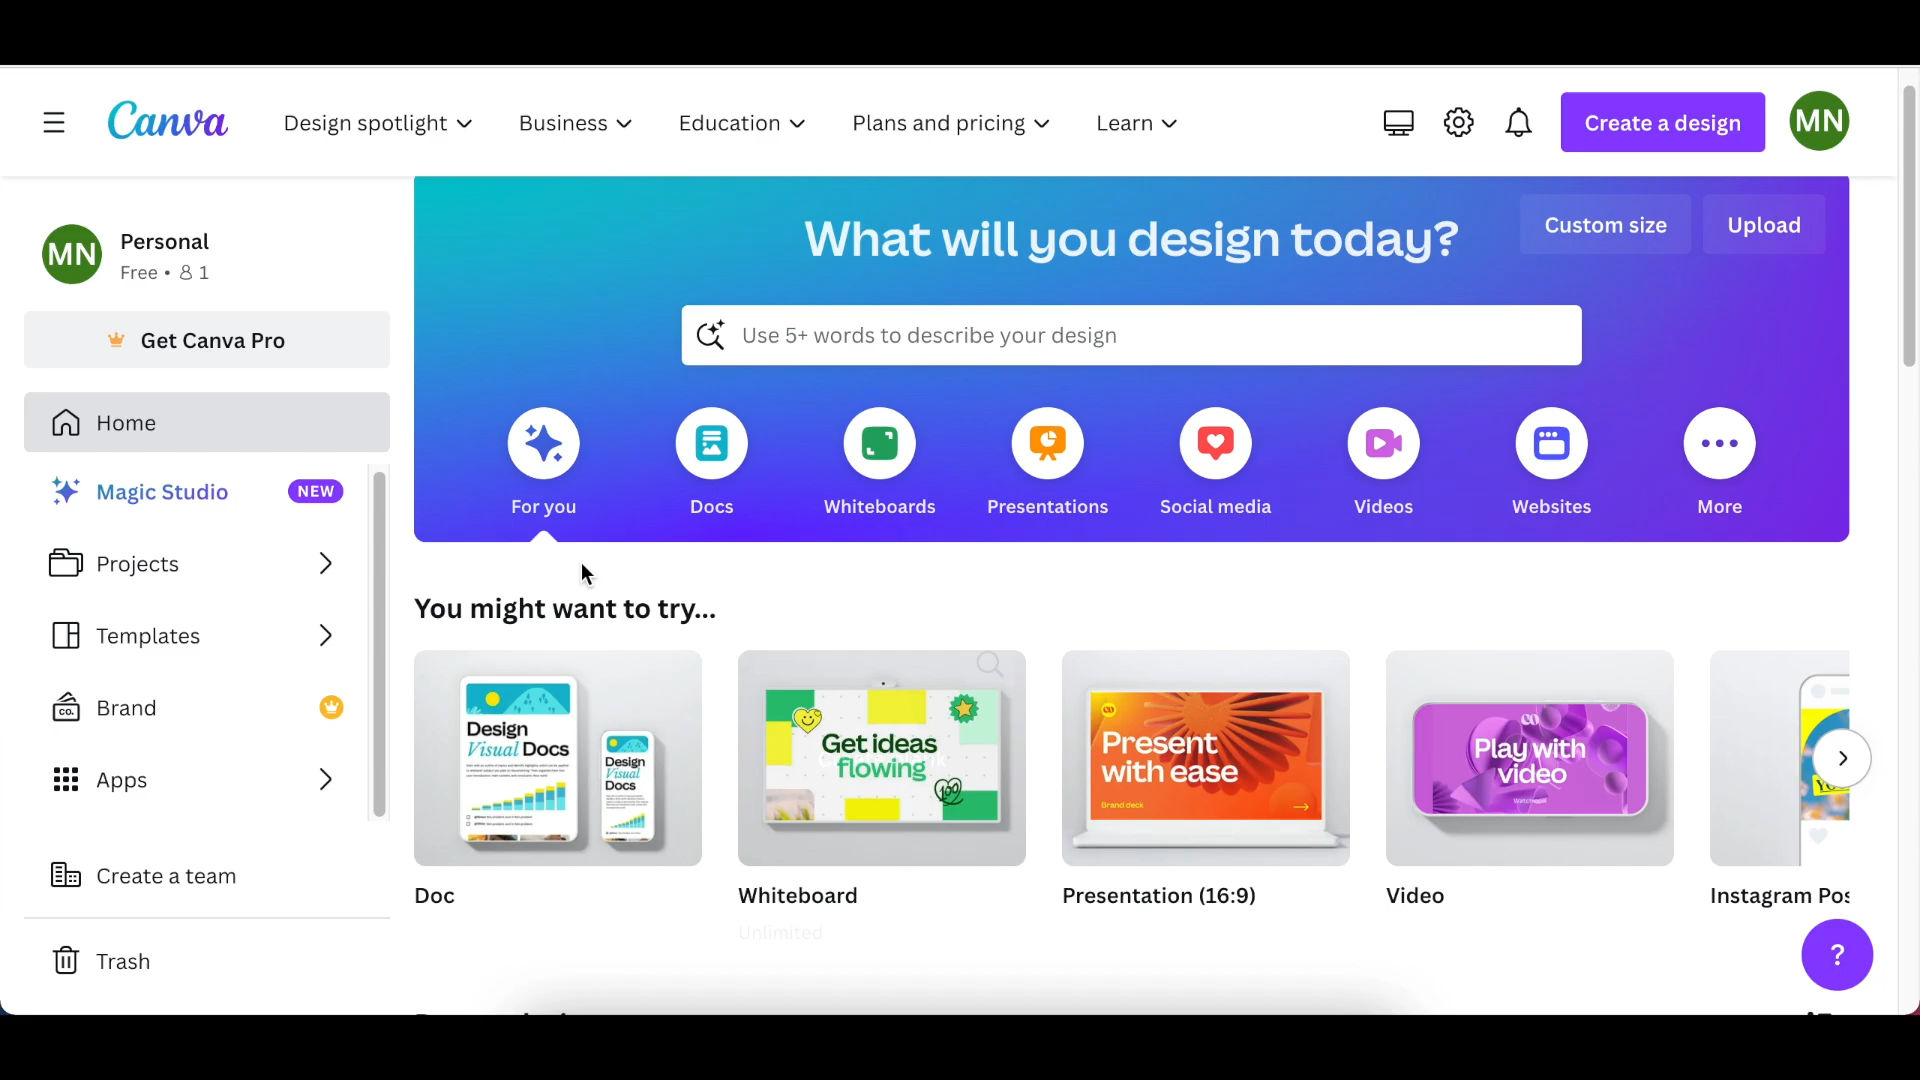 Canva
Design spotlight
Business
Education
Plans and pricing
Learn
Create a design
MN
MN
Personal
Free • 1
Get Canva Pro
Home
Magic Studio
NEW
Projects
Templates
Brand
Apps
Create a team
Trash
What will you design today?
Custom size
Upload
Use 5+ words to describe your design
For you
Docs
Whiteboards
Presentations
Social media
Videos
Websites
More
You might want to try...
Design
Visual Docs
Design
Visual
Docs
Get ideas
flowing
100
Present
with ease
Brand deck
Play with
video
Doc
Whiteboard
Unlimited
Presentation (16:9)
Video
Instagram Pos
?